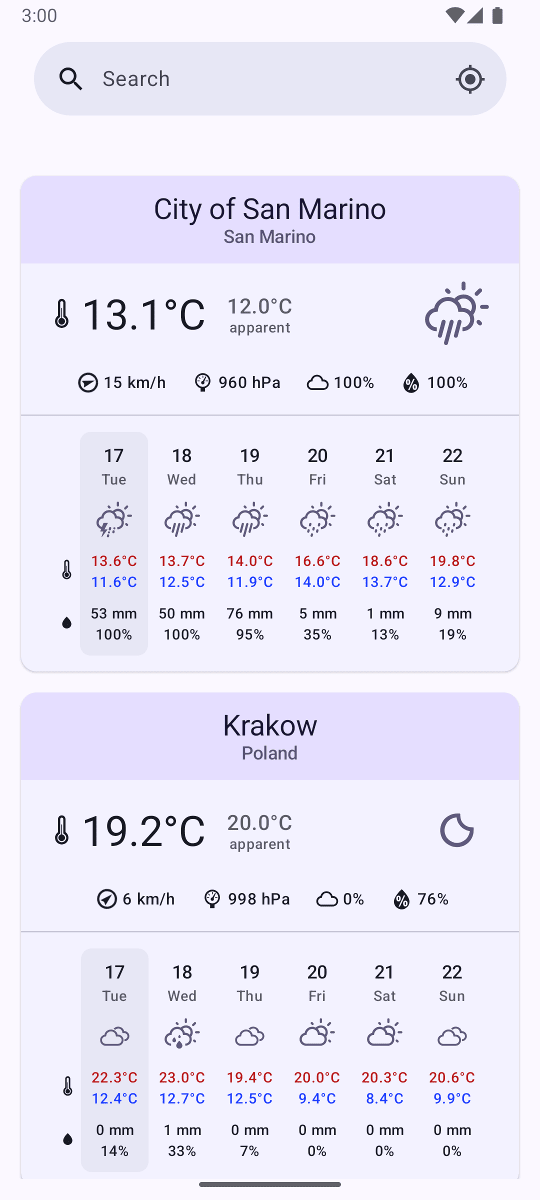 3:00
Search
City of San Marino
San Marino
13.1°C
12.0°C
apparent
15 km/h 960 hPa 100% 100%
17 18 19 20 21 22
Tue Wed Thu Fri Sat Sun
13.6°C 13.7°C 14.0°C 16.6°C 18.6°C 19.8°C
11.6°C 12.5°C 11.9°C 14.0°C 13.7°C 12.9°C
53 mm 50 mm 76 mm 5 mm 1 mm 9 mm
100% 100% 95% 35% 13% 19%
Krakow
Poland
19.2°C
20.0°C
apparent
6 km/h 998 hPa 0% 76%
17 18 19 20 21 22
Tue Wed Thu Fri Sat Sun
22.3°C 23.0°C 19.4°C 20.0°C 20.3°C 20.6°C
12.4°C 12.7°C 12.5°C 9.4°C 8.4°C 9.9°C
0 mm 1 mm 0 mm 0 mm 0 mm 0 mm
14% 33% 7% 0% 0% 0%